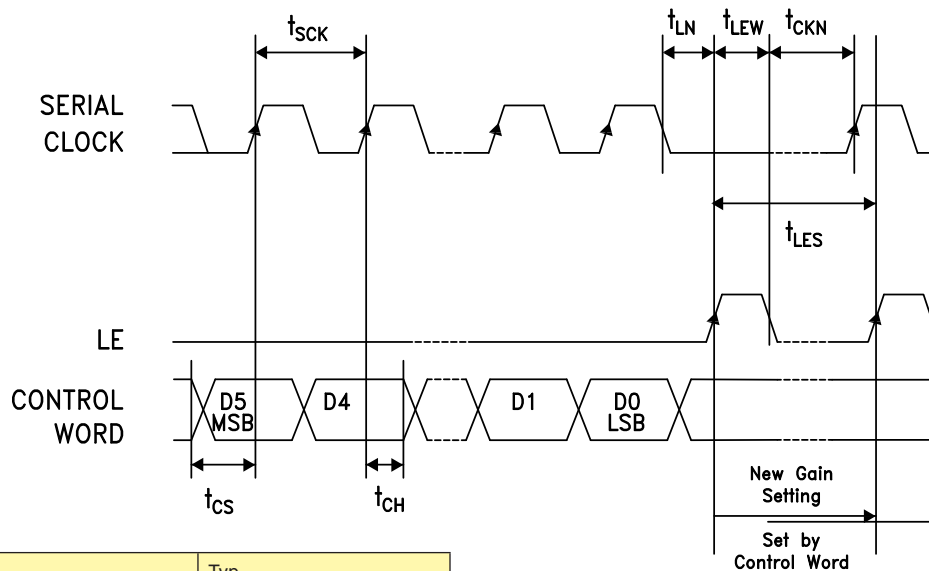 tSCK
tLN
tLEW
tCKN
SERIAL
CLOCK
tLES
LE
CONTROL
WORD
D5
MSB
D4
D1
D0
LSB
tCS
tCH
New Gain
Setting
Set by
Control Word